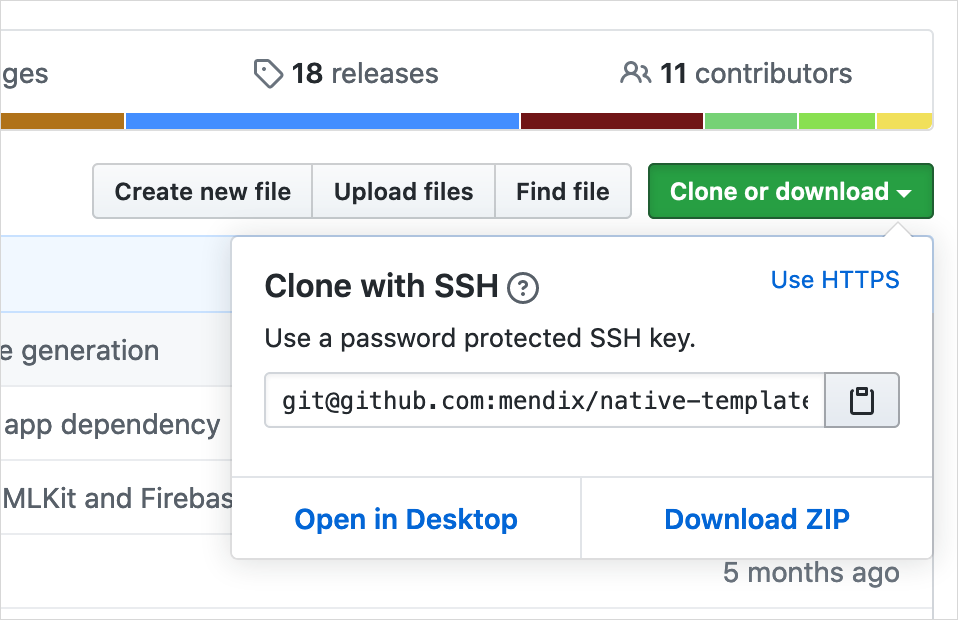 ges
18 releases
11 contributors
Create new file
Upload files
Find file
Clone or download
Clone with SSH ?
Use HTTPS
Use a password protected SSH key.
git@github.com:mendix/native-template
e generation
app dependency
MLKit and Firebas
Open in Desktop
Download ZIP
5 months ago